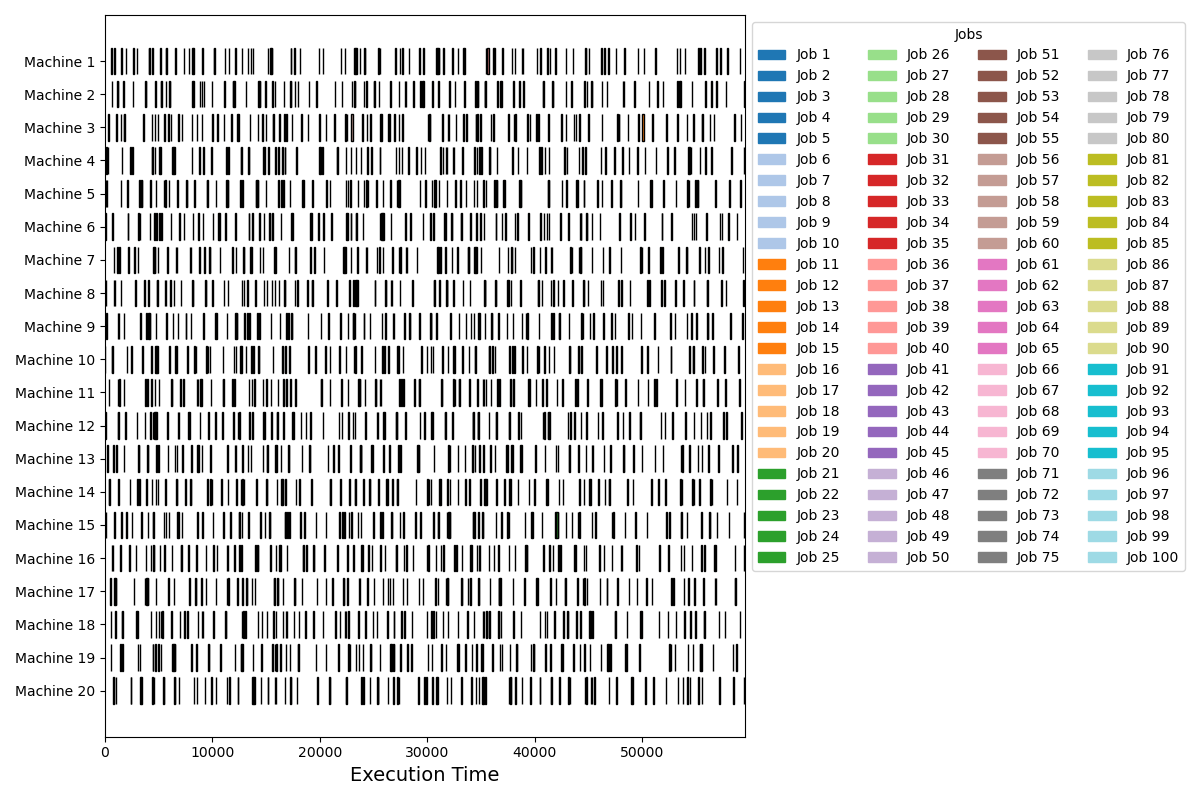 Machine 1
Machine 2
Machine 3
Machine 4
Machine 5
Machine 6
Machine 7
Machine 8
Machine 9
Machine 10
Machine 11
Machine 12
Machine 13
Machine 14
Machine 15
Machine 16
Machine 17
Machine 18
Machine 19
Machine 20
0 10000 20000 30000 40000 50000
Execution Time
Jobs
Job 1 Job 26 Job 51 Job 76
Job 2 Job 27 Job 52 Job 77
Job 3 Job 28 Job 53 Job 78
Job 4 Job 29 Job 54 Job 79
Job 5 Job 30 Job 55 Job 80
Job 6 Job 31 Job 56 Job 81
Job 7 Job 32 Job 57 Job 82
Job 8 Job 33 Job 58 Job 83
Job 9 Job 34 Job 59 Job 84
Job 10 Job 35 Job 60 Job 85
Job 11 Job 36 Job 61 Job 86
Job 12 Job 37 Job 62 Job 87
Job 13 Job 38 Job 63 Job 88
Job 14 Job 39 Job 64 Job 89
Job 15 Job 40 Job 65 Job 90
Job 16 Job 41 Job 66 Job 91
Job 17 Job 42 Job 67 Job 92
Job 18 Job 43 Job 68 Job 93
Job 19 Job 44 Job 69 Job 94
Job 20 Job 45 Job 70 Job 95
Job 21 Job 46 Job 71 Job 96
Job 22 Job 47 Job 72 Job 97
Job 23 Job 48 Job 73 Job 98
Job 24 Job 49 Job 74 Job 99
Job 25 Job 50 Job 75 Job 100